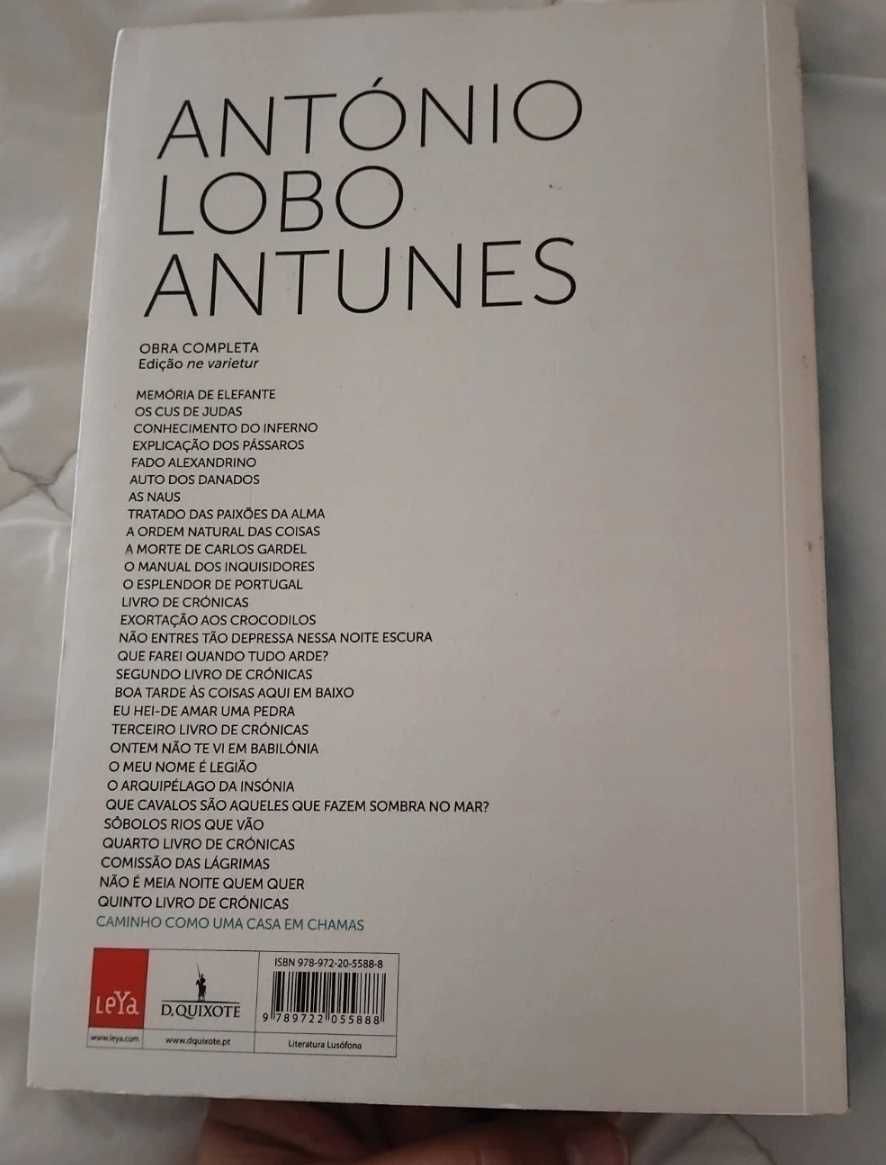 ANTÓNIO
LOBO
ANTUNES
OBRA COMPLETA
Edição ne varietur
MEMÓRIA DE ELEFANTE
OS CUS DE JUDAS
CONHECIMENTO DO INFERNO
EXPLICAÇÃO DOS PÁSSAROS
FADO ALEXANDRINO
AUTO DOS DANADOS
AS NAUS
TRATADO DAS PAIXÕES DA ALMA
A ORDEM NATURAL DAS COISAS
A MORTE DE CARLOS GARDEL
O MANUAL DOS INQUISIDORES
O ESPLENDOR DE PORTUGAL
LIVRO DE CRÓNICAS
EXORTAÇÃO AOS CROCODILOS
NÃO ENTRES TÃO DEPRESSA NESSA NOITE ESCURA
QUE FAREI QUANDO TUDO ARDE?
SEGUNDO LIVRO DE CRÓNICAS
BOA TARDE ÀS COISAS AQUI EM BAIXO
EU HEI-DE AMAR UMA PEDRA
TERCEIRO LIVRO DE CRÓNICAS
ONTEM NÃO TE VI EM BABILÓNIA
O MEU NOME É LEGIÃO
O ARQUIPÉLAGO DA INSÓNIA
QUE CAVALOS SÃO AQUELES QUE FAZEM SOMBRA NO MAR?
SÔBOLOS RIOS QUE VÃO
QUARTO LIVRO DE CRÓNICAS
COMISSÃO DAS LÁGRIMAS
NÃO É MEIA NOITE QUEM QUER
QUINTO LIVRO DE CRÓNICAS
CAMINHO COMO UMA CASA EM CHAMAS
LeYa
www.leya.com
D.QUIXOTE
www.dquixote.pt
ISBN 978-972-20-5588-8
9 789722 055888
Literatura Lusófona